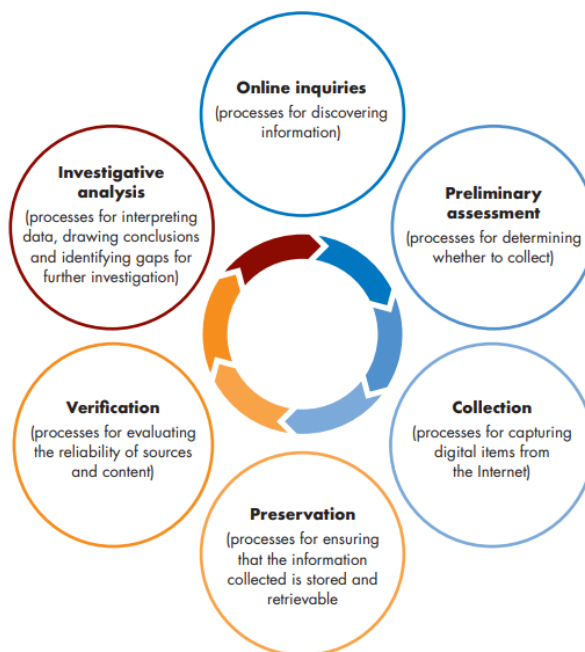 Online inquiries
(processes for discovering
information)
Preliminary
assessment
(processes for determining
whether to collect)
Collection
(processes for capturing
digital items from
the Internet)
Preservation
(processes for ensuring
that the information
collected is stored and
retrievable
Verification
(processes for evaluating
the reliability of sources
and content)
Investigative
analysis
(processes for interpreting
data, drawing conclusions
and identifying gaps for
further investigation)